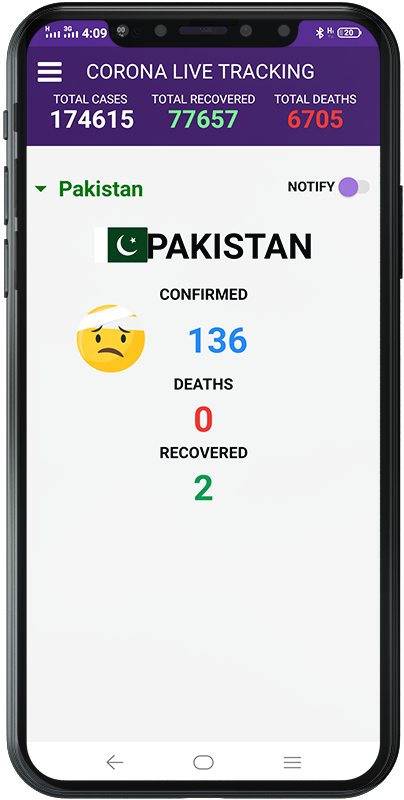 H 3G 4:09 20
CORONA LIVE TRACKING
TOTAL CASES TOTAL RECOVERED TOTAL DEATHS
174615 77657 6705
Pakistan NOTIFY
PAKISTAN
CONFIRMED
136
DEATHS
0
RECOVERED
2